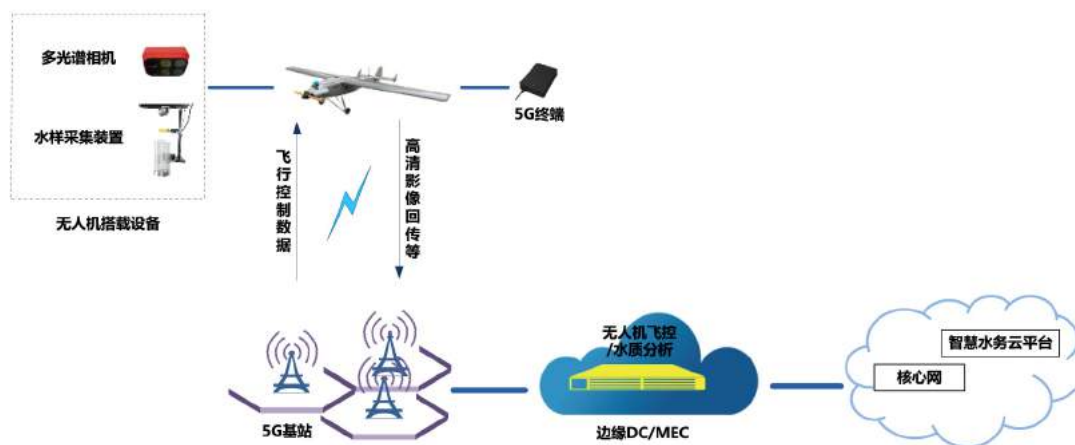 多光谱相机
水样采集装置
无人机搭载设备
5G终端
飞行控制数据
高清影像回传等
5G基站
无人机飞控
/水质分析
边缘DC/MEC
智慧水务云平台
核心网